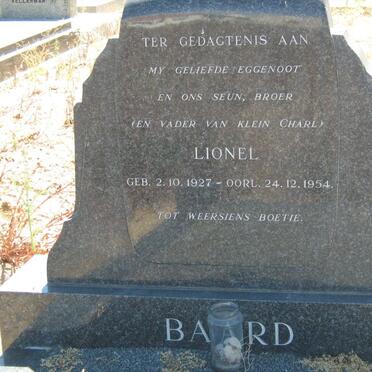 KELLERMAN
TER GEDAGTENIS AAN
MY GELIEFDE EGGENOOT
EN ONS SEUN, BROER
(EN VADER VAN KLEIN CHARL)
LIONEL
GEB. 2.10.1927 - OORL. 24.12.1954.
TOT WEERSIENS BOETIE.
BAARD